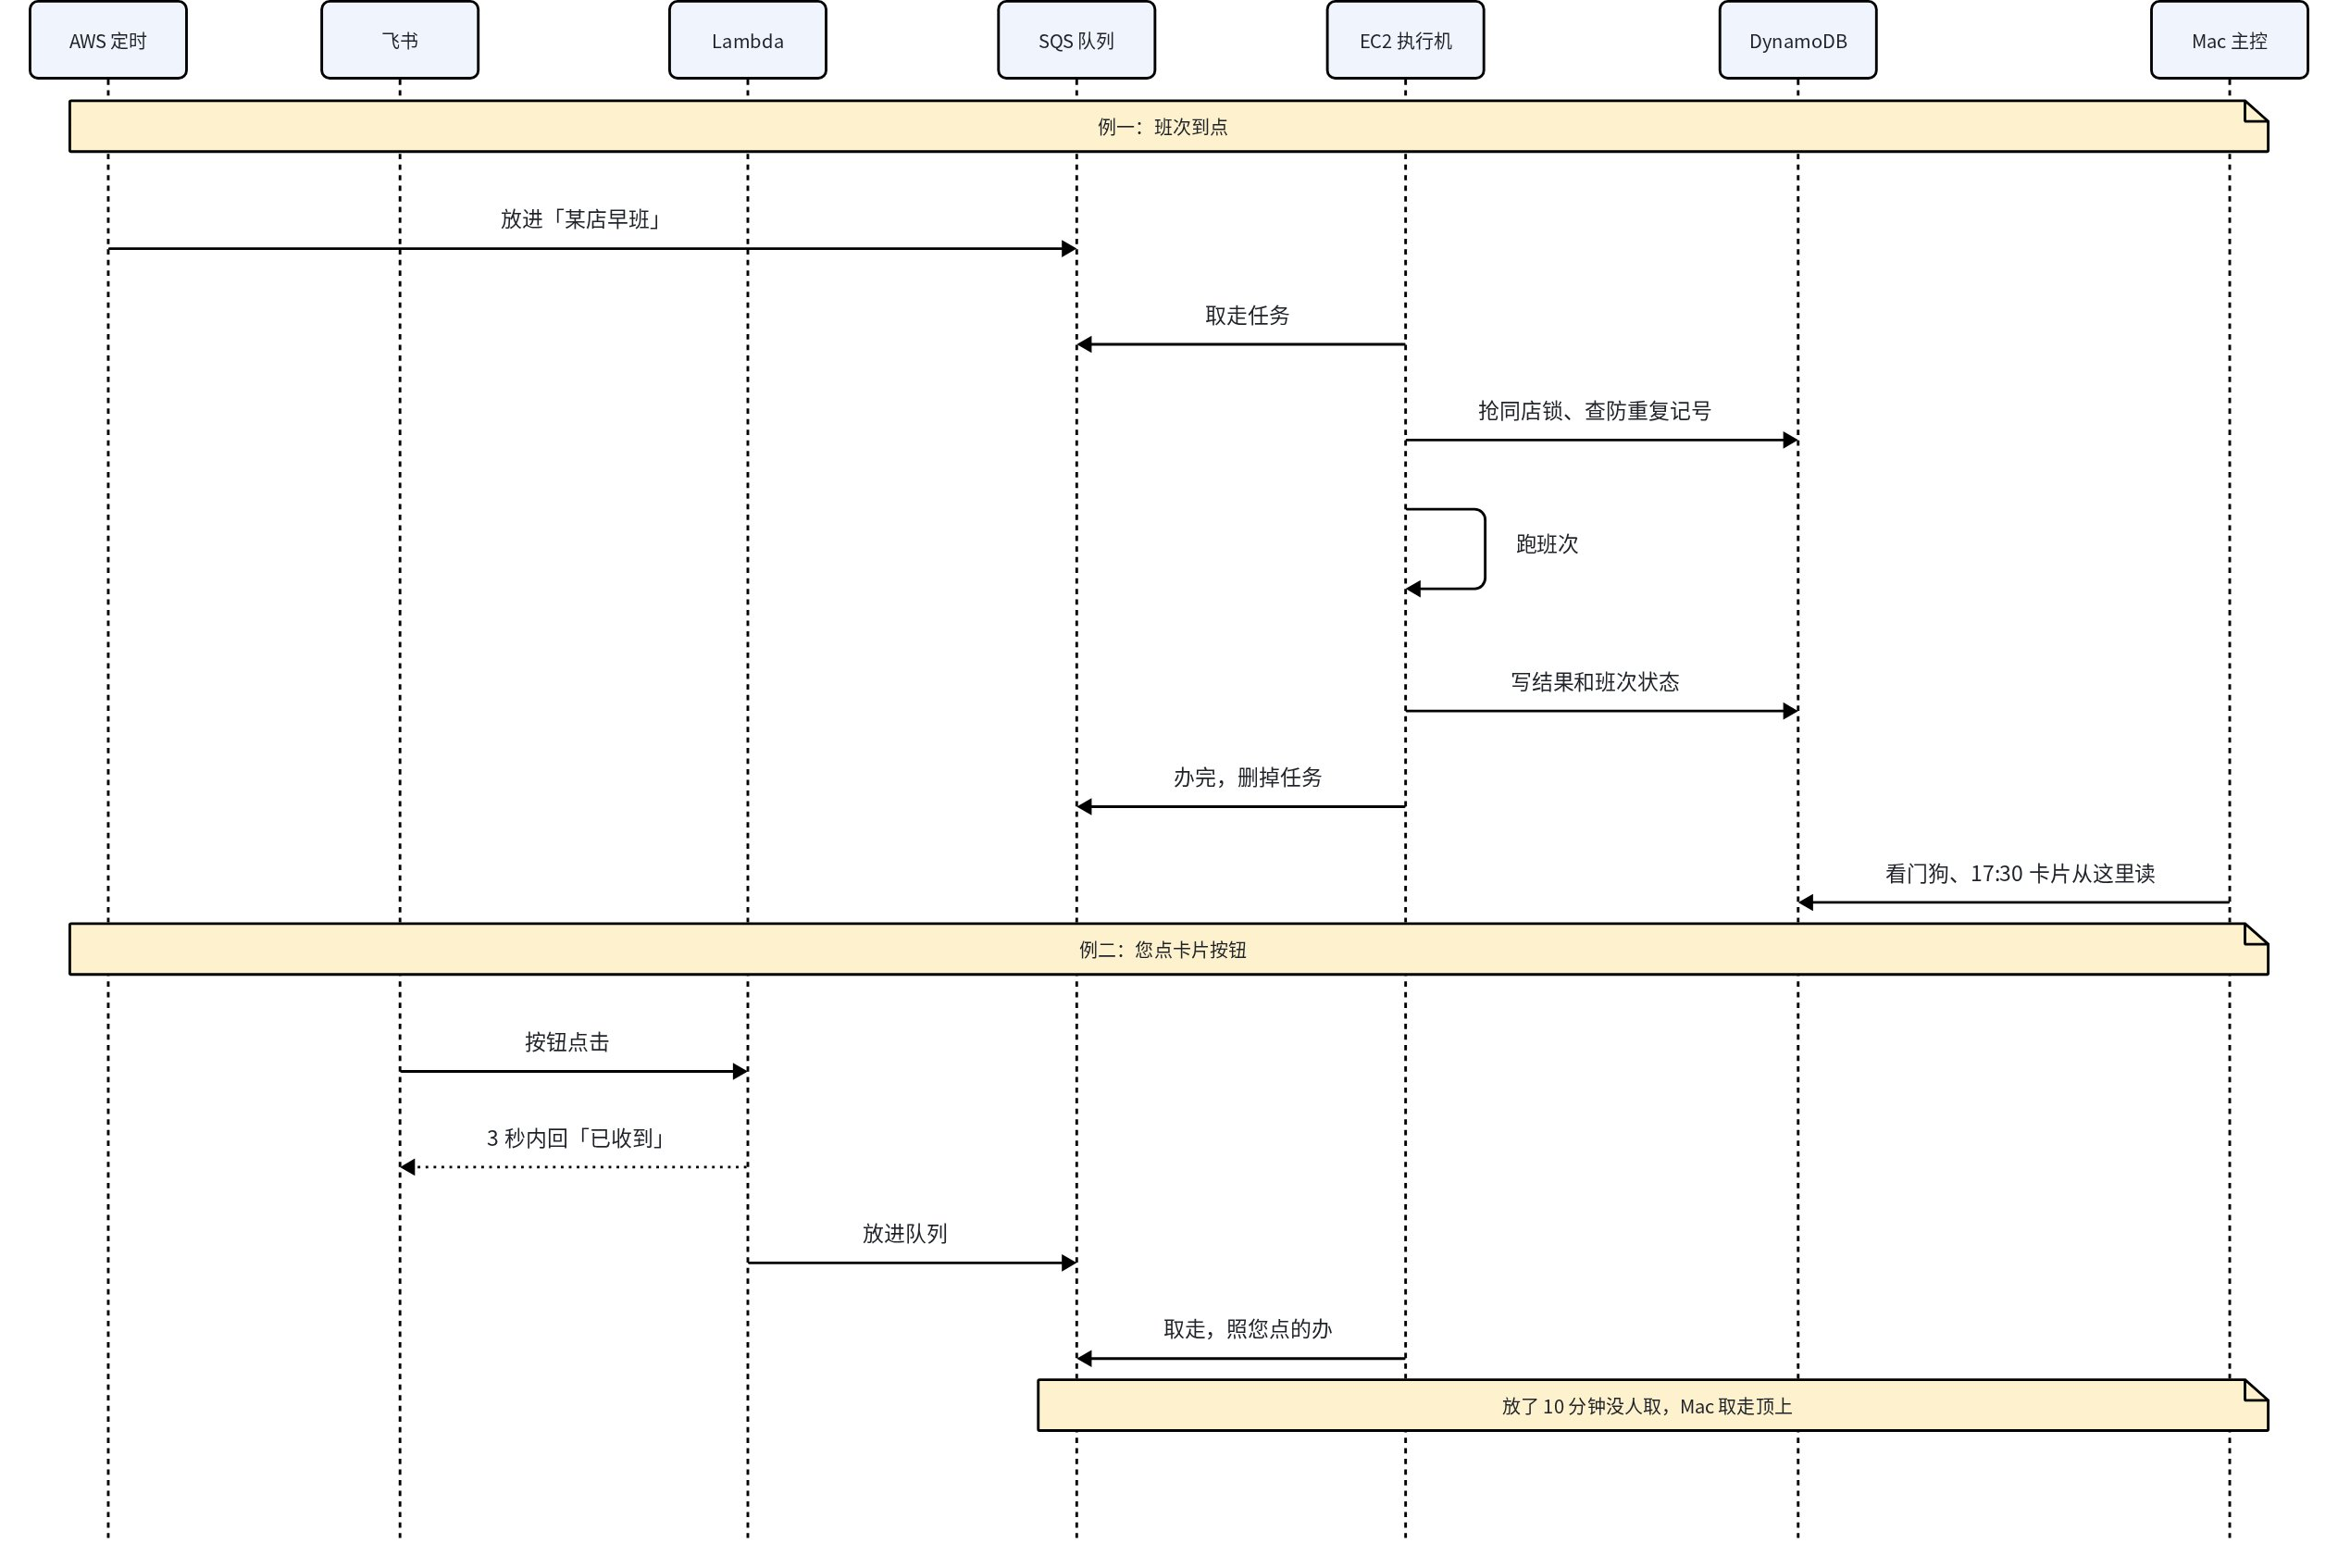 AWS 定时
飞书
Lambda
SQS 队列
EC2 执行机
DynamoDB
Mac 主控
例一：班次到点
放进「某店早班」
取走任务
抢同店锁、查防重复记号
跑班次
写结果和班次状态
办完，删掉任务
看门狗、17:30 卡片从这里读
例二：您点卡片按钮
按钮点击
3 秒内回「已收到」
放进队列
取走，照您点的办
放了 10 分钟没人取，Mac 取走顶上